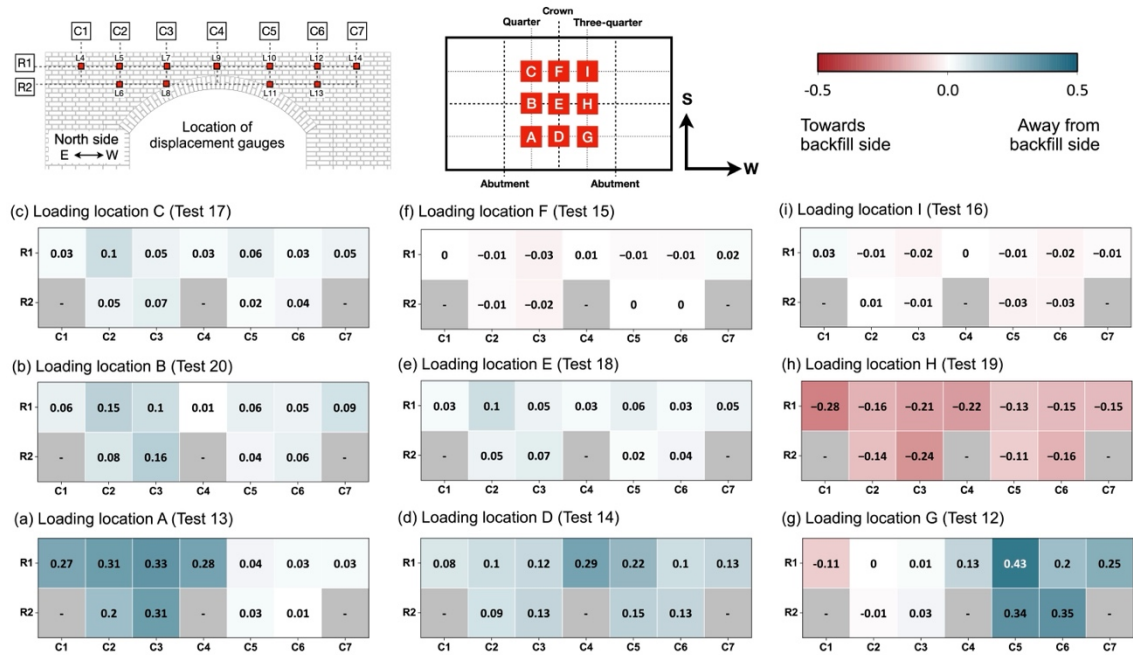 C1 C2 C3 C4 C5 C6 C7
R1 L4 L5 L7 L9 L10 L12 L14
R2 L6 L8 L11 L13
North side
E W
Location of
displacement gauges
Crown
Quarter Three-quarter
C F I
B E H
A D G
Abutment Abutment
S
W
-0.5 0.0 0.5
Towards
backfill side
Away from
backfill side
(c) Loading location C (Test 17)
R1 0.03 0.1 0.05 0.03 0.06 0.03 0.05
R2 - 0.05 0.07 - 0.02 0.04 -
C1 C2 C3 C4 C5 C6 C7
(f) Loading location F (Test 15)
R1 0 −0.01 −0.03 0.01 −0.01 −0.01 0.02
R2 - −0.01 −0.02 - 0 0 -
C1 C2 C3 C4 C5 C6 C7
(i) Loading location I (Test 16)
R1 0.03 −0.01 −0.02 0 −0.01 −0.02 −0.01
R2 - 0.01 −0.01 - −0.03 −0.03 -
C1 C2 C3 C4 C5 C6 C7
(b) Loading location B (Test 20)
R1 0.06 0.15 0.1 0.01 0.06 0.05 0.09
R2 - 0.08 0.16 - 0.04 0.06 -
C1 C2 C3 C4 C5 C6 C7
(e) Loading location E (Test 18)
R1 0.03 0.1 0.05 0.03 0.06 0.03 0.05
R2 - 0.05 0.07 - 0.02 0.04 -
C1 C2 C3 C4 C5 C6 C7
(h) Loading location H (Test 19)
R1 −0.28 −0.16 −0.21 −0.22 −0.13 −0.15 −0.15
R2 - −0.14 −0.24 - −0.11 −0.16 -
C1 C2 C3 C4 C5 C6 C7
(a) Loading location A (Test 13)
R1 0.27 0.31 0.33 0.28 0.04 0.03 0.03
R2 - 0.2 0.31 - 0.03 0.01 -
C1 C2 C3 C4 C5 C6 C7
(d) Loading location D (Test 14)
R1 0.08 0.1 0.12 0.29 0.22 0.1 0.13
R2 - 0.09 0.13 - 0.15 0.13 -
C1 C2 C3 C4 C5 C6 C7
(g) Loading location G (Test 12)
R1 −0.11 0 0.01 0.13 0.43 0.2 0.25
R2 - −0.01 0.03 - 0.34 0.35 -
C1 C2 C3 C4 C5 C6 C7